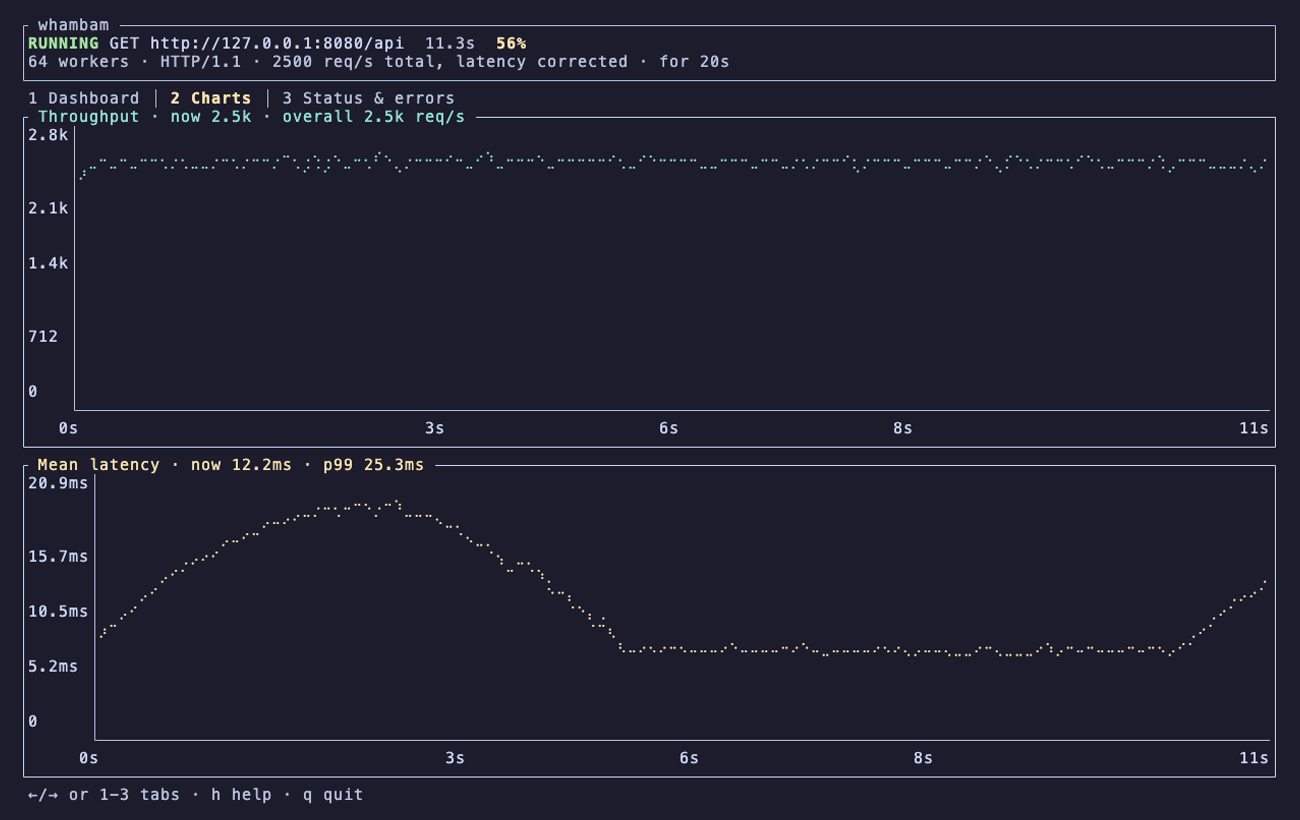 whambam
RUNNING GET http://127.0.0.1:8080/api 11.3s 56%
64 workers · HTTP/1.1 · 2500 req/s total, latency corrected · for 20s
1 Dashboard │ 2 Charts │ 3 Status & errors
Throughput · now 2.5k · overall 2.5k req/s
2.8k
2.1k
1.4k
712
0
0s 3s 6s 8s 11s
Mean latency · now 12.2ms · p99 25.3ms
20.9ms
15.7ms
10.5ms
5.2ms
0
0s 3s 6s 8s 11s
←/→ or 1-3 tabs · h help · q quit